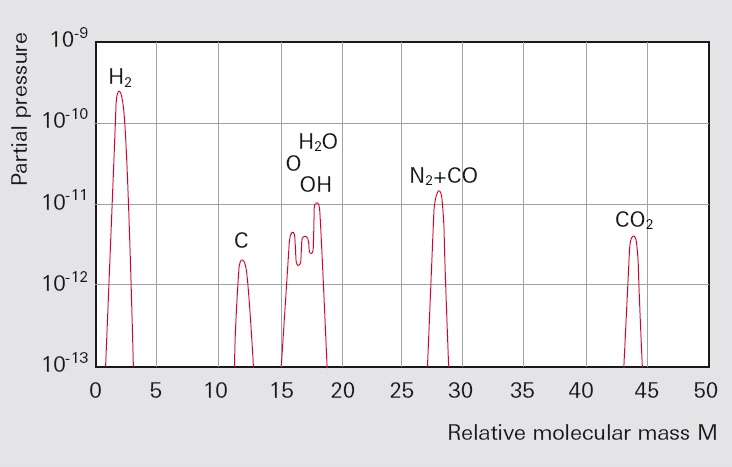 Partial pressure
10⁻⁹
10⁻¹⁰
10⁻¹¹
10⁻¹²
10⁻¹³
H₂
C
H₂O
O
OH
N₂+CO
CO₂
0 5 10 15 20 25 30 35 40 45 50
Relative molecular mass M